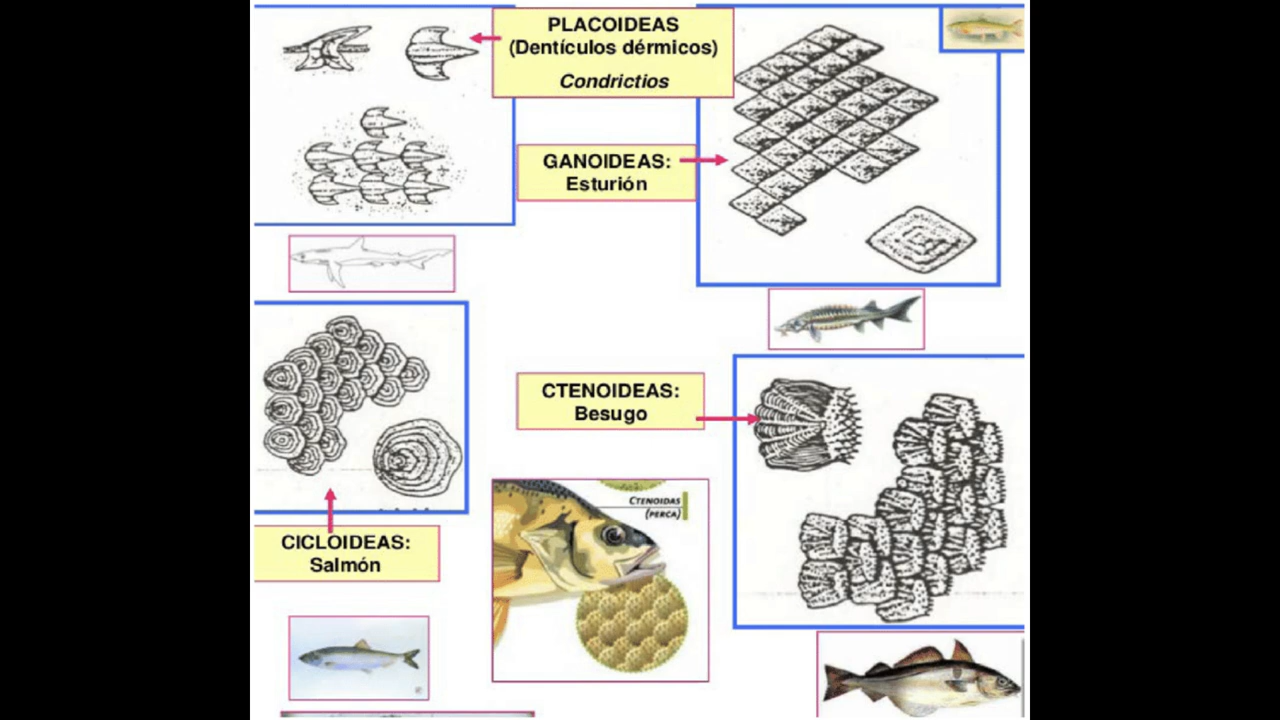 PLACOIDEAS
(Dentículos dérmicos)
Condrictios
GANOIDEAS:
Esturión
CTENOIDEAS:
Besugo
CTENOIDAS
(PERCA)
CICLOIDEAS:
Salmón